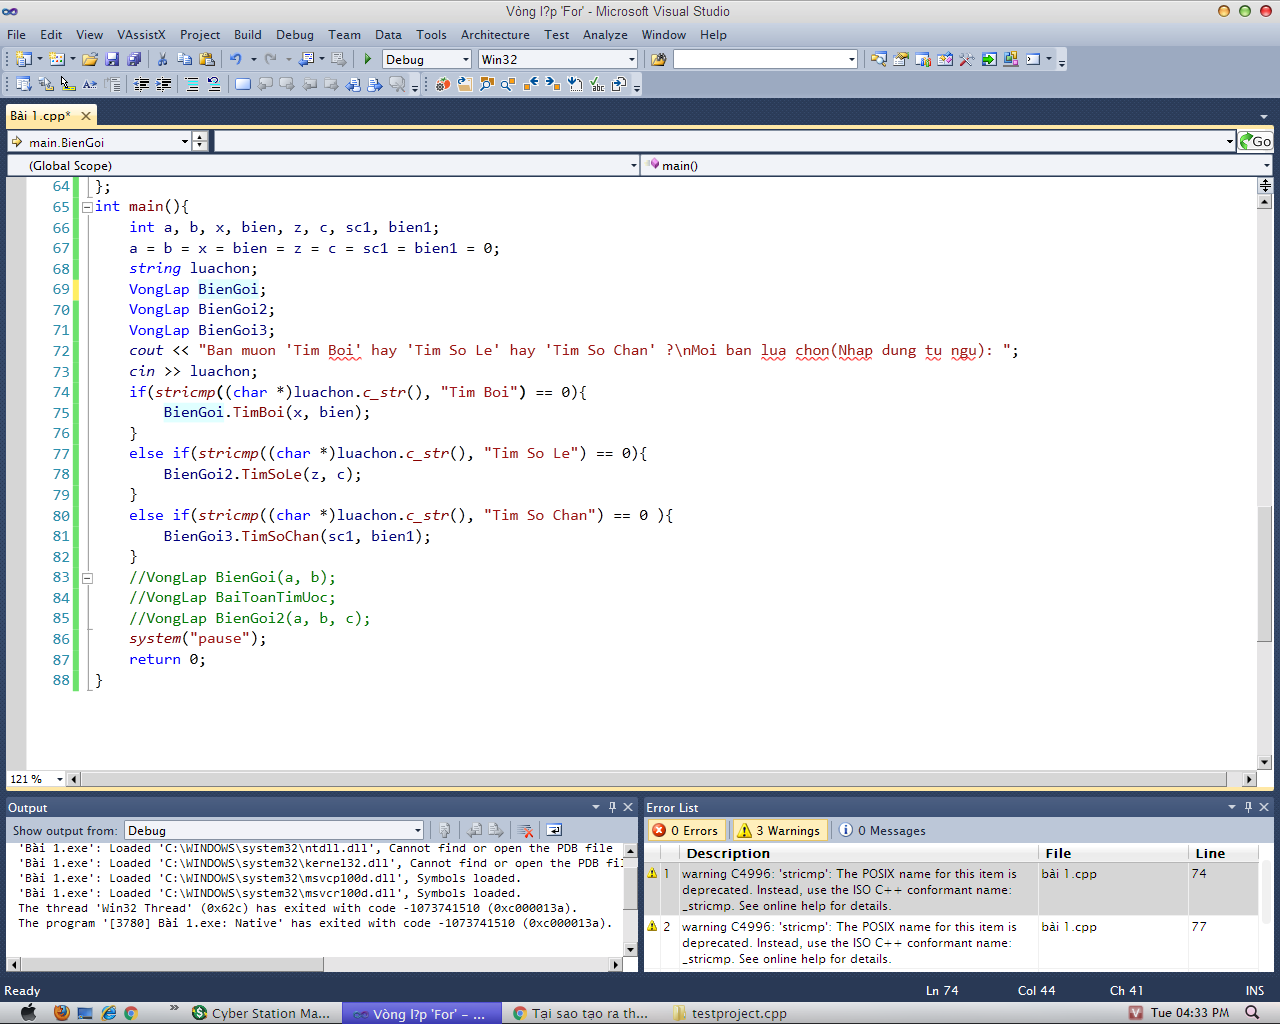 Vòng l?p 'For' - Microsoft Visual Studio
File Edit View VAssistX Project Build Debug Team Data Tools Architecture Test Analyze Window Help
Debug Win32
Bài 1.cpp*
main.BienGoi Go
(Global Scope) main()
64 };
65 int main(){
66 int a, b, x, bien, z, c, sc1, bien1;
67 a = b = x = bien = z = c = sc1 = bien1 = 0;
68 string luachon;
69 VongLap BienGoi;
70 VongLap BienGoi2;
71 VongLap BienGoi3;
72 cout << "Ban muon 'Tim Boi' hay 'Tim So Le' hay 'Tim So Chan' ?\nMoi ban lua chon(Nhap dung tu ngu): ";
73 cin >> luachon;
74 if(stricmp((char *)luachon.c_str(), "Tim Boi") == 0){
75 BienGoi.TimBoi(x, bien);
76 }
77 else if(stricmp((char *)luachon.c_str(), "Tim So Le") == 0){
78 BienGoi2.TimSoLe(z, c);
79 }
80 else if(stricmp((char *)luachon.c_str(), "Tim So Chan") == 0 ){
81 BienGoi3.TimSoChan(sc1, bien1);
82 }
83 //VongLap BienGoi(a, b);
84 //VongLap BaiToanTimUoc;
85 //VongLap BienGoi2(a, b, c);
86 system("pause");
87 return 0;
88 }
121 %
Output
Show output from: Debug
'Bài 1.exe': Loaded 'C:\WINDOWS\system32\ntdll.dll', Cannot find or open the PDB file
'Bài 1.exe': Loaded 'C:\WINDOWS\system32\kernel32.dll', Cannot find or open the PDB fil
'Bài 1.exe': Loaded 'C:\WINDOWS\system32\msvcp100d.dll', Symbols loaded.
'Bài 1.exe': Loaded 'C:\WINDOWS\system32\msvcr100d.dll', Symbols loaded.
The thread 'Win32 Thread' (0x62c) has exited with code -1073741510 (0xc000013a).
The program '[3780] Bài 1.exe: Native' has exited with code -1073741510 (0xc000013a).
Error List
0 Errors 3 Warnings 0 Messages
Description File Line
1 warning C4996: 'stricmp': The POSIX name for this item is bài 1.cpp 74
deprecated. Instead, use the ISO C++ conformant name:
_stricmp. See online help for details.
2 warning C4996: 'stricmp': The POSIX name for this item is bài 1.cpp 77
deprecated. Instead, use the ISO C++ conformant name:
_stricmp. See online help for details.
Ready Ln 74 Col 44 Ch 41 INS
Cyber Station Ma... Vòng l?p 'For' - ... Tại sao tạo ra th... testproject.cpp V Tue 04:33 PM